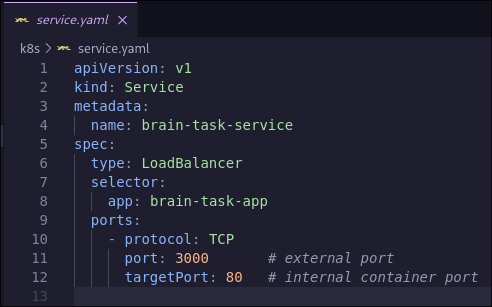 service.yaml ×
k8s > service.yaml
1 apiVersion: v1
2 kind: Service
3 metadata:
4   name: brain-task-service
5 spec:
6   type: LoadBalancer
7   selector:
8     app: brain-task-app
9   ports:
10     - protocol: TCP
11       port: 3000       # external port
12       targetPort: 80   # internal container port
13